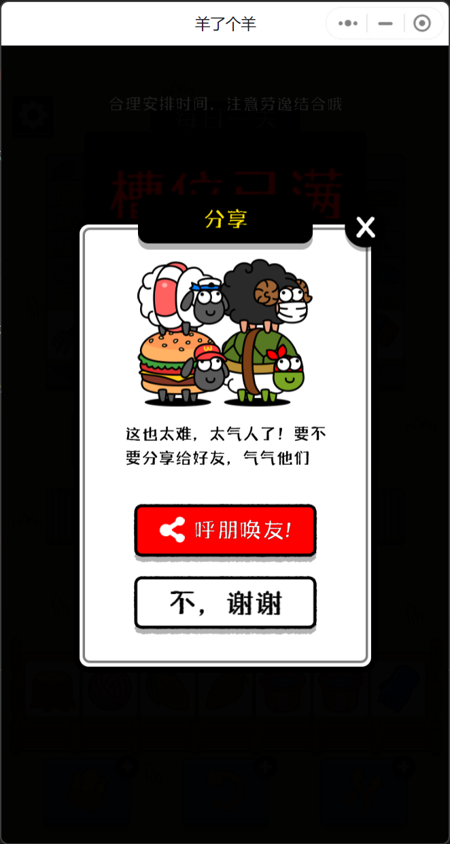 羊了个羊
合理安排时间，注意劳逸结合哦
槽位已满
分享
X
这也太难，太气人了！要不
要分享给好友，气气他们
呼朋唤友!
不，谢谢